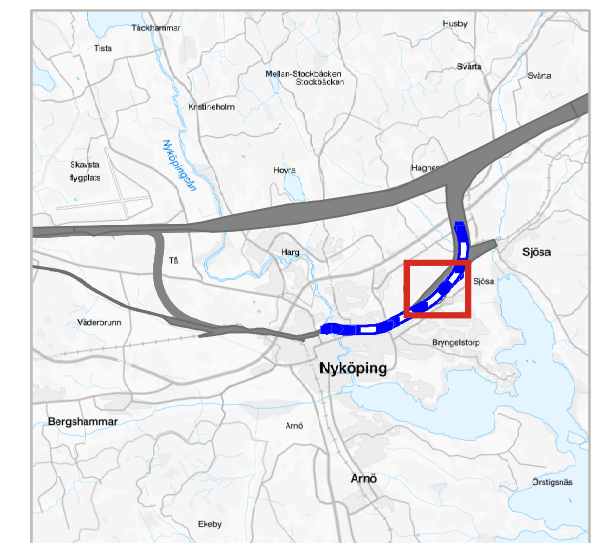 Täckhammar
Husby
Tista
Svärta
Mellan-Stockbäcken
Stockbäcken
Svärta
Kristineholm
Nyköpingsån
Skavsta
flygplats
Hovra
Harg
Sjösa
Tå
Sjösa
Väderbrunn
Bryngelstorp
Nyköping
Bergshammar
Arnö
Arnö
Örstigsnäs
Ekeby